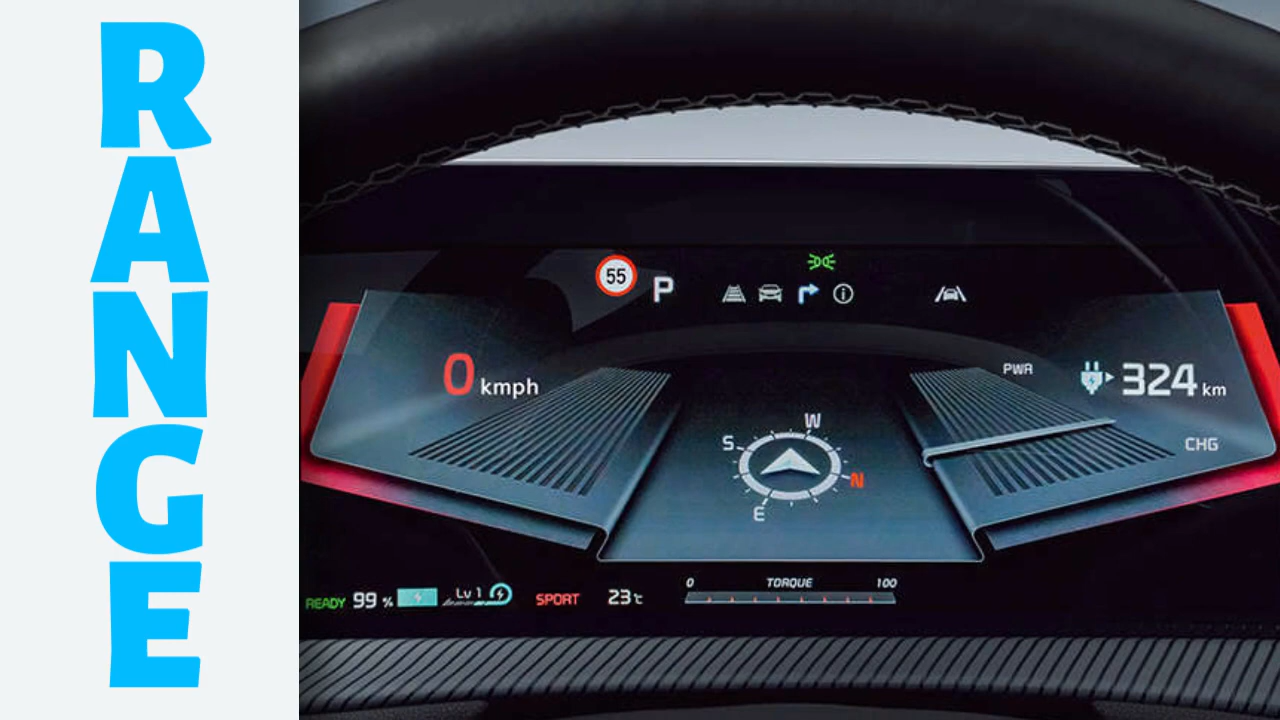 RANGE
55
P
0 kmph
PWR
324 km
CHG
W
S
N
E
READY 99 % Lv 1 SPORT 23℃
0 TORQUE 100